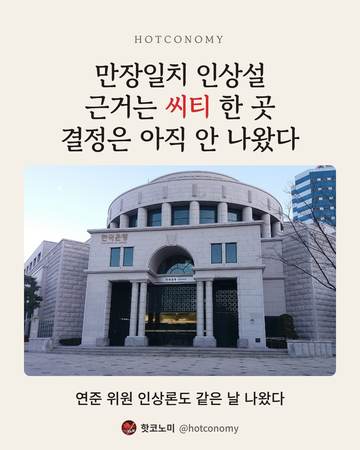 HOTCONOMY
만장일치 인상설
근거는 씨티 한 곳
결정은 아직 안 나왔다
한국은행
연준 위원 인상론도 같은 날 나왔다
핫코노미 @hotconomy